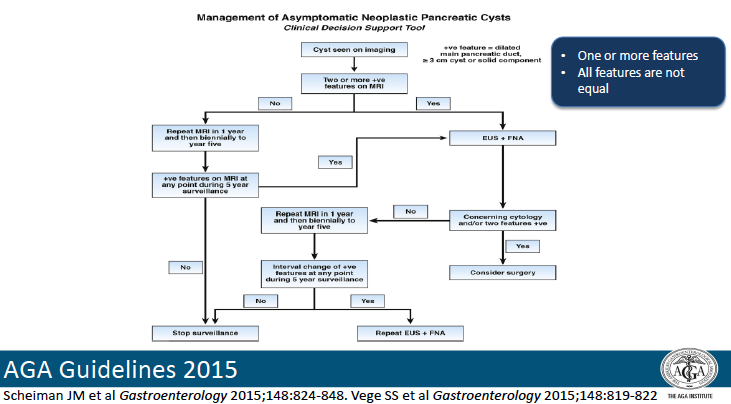 Management of Asymptomatic Neoplastic Pancreatic Cysts
Clinical Decision Support Tool
Cyst seen on imaging
+ve feature = dilated
main pancreatic duct,
≥ 3 cm cyst or solid component
• One or more features
• All features are not
equal
Two or more +ve
features on MRI
No
Yes
Repeat MRI in 1 year
and then biennially to
year five
EUS + FNA
Yes
+ve features on MRI at
any point during 5 year
surveillance
Repeat MRI in 1 year
and then biennially to
year five
No
Concerning cytology
and/or two features +ve
Yes
No
Interval change of +ve
features at any point
during 5 year surveillance
Consider surgery
No
Yes
Stop surveillance
Repeat EUS + FNA
AGA Guidelines 2015
Scheiman JM et al Gastroenterology 2015;148:824-848. Vege SS et al Gastroenterology 2015;148:819-822
AGA
THE AGA INSTITUTE